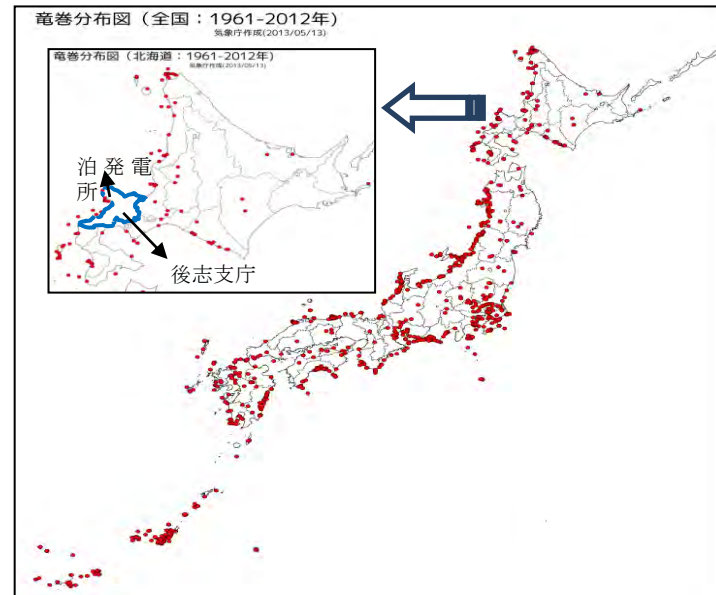 竜巻分布図(全国:1961-2012年)
気象庁作成(2013/05/13)
竜巻分布図(北海道:1961-2012年)
気象庁作成(2013/05/13)
泊 発 電
所
後志支庁